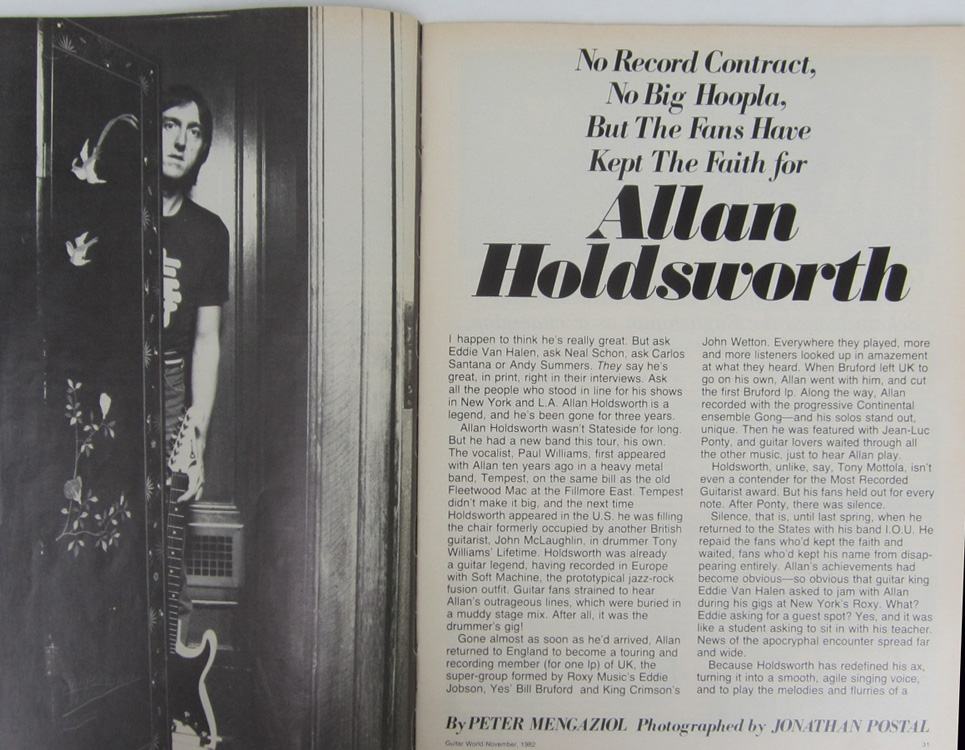 No Record Contract,
No Big Hoopla,
But The Fans Have
Kept The Faith for
Allan
Holdsworth
I happen to think he's really great. But ask
Eddie Van Halen, ask Neal Schon, ask Carlos
Santana or Andy Summers. They say he's
great, in print, right in their interviews. Ask
all the people who stood in line for his shows
in New York and L.A. Allan Holdsworth is a
legend, and he's been gone for three years.
Allan Holdsworth wasn't Stateside for long.
But he had a new band this tour, his own.
The vocalist, Paul Williams, first appeared
with Allan ten years ago in a heavy metal
band, Tempest, on the same bill as the old
Fleetwood Mac at the Fillmore East. Tempest
didn't make it big, and the next time
Holdsworth appeared in the U.S. he was filling
the chair formerly occupied by another British
guitarist, John McLaughlin, in drummer Tony
Williams' Lifetime. Holdsworth was already
a guitar legend, having recorded in Europe
with Soft Machine, the prototypical jazz-rock
fusion outfit. Guitar fans strained to hear
Allan's outrageous lines, which were buried in
a muddy stage mix. After all, it was the
drummer's gig!
Gone almost as soon as he'd arrived, Allan
returned to England to become a touring and
recording member (for one lp) of UK, the
super-group formed by Roxy Music's Eddie
Jobson, Yes' Bill Bruford and King Crimson's
John Wetton. Everywhere they played, more
and more listeners looked up in amazement
at what they heard. When Bruford left UK to
go on his own, Allan went with him, and cut
the first Bruford lp. Along the way, Allan
recorded with the progressive Continental
ensemble Gong—and his solos stand out,
unique. Then he was featured with Jean-Luc
Ponty, and guitar lovers waited through all
the other music, just to hear Allan play.
Holdsworth, unlike, say, Tony Mottola, isn't
even a contender for the Most Recorded
Guitarist award. But his fans held out for every
note. After Ponty, there was silence.
Silence, that is, until last spring, when he
returned to the States with his band I.O.U. He
repaid the fans who'd kept the faith and
waited, fans who'd kept his name from disap-
pearing entirely. Allan's achievements had
become obvious—so obvious that guitar king
Eddie Van Halen asked to jam with Allan
during his gigs at New York's Roxy. What?
Eddie asking for a guest spot? Yes, and it was
like a student asking to sit in with his teacher.
News of the apocryphal encounter spread far
and wide.
Because Holdsworth has redefined his ax,
turning it into a smooth, agile singing voice,
and to play the melodies and flurries of a
By PETER MENGAZIOL Photographed by JONATHAN POSTAL
Guitar World November, 1982
31